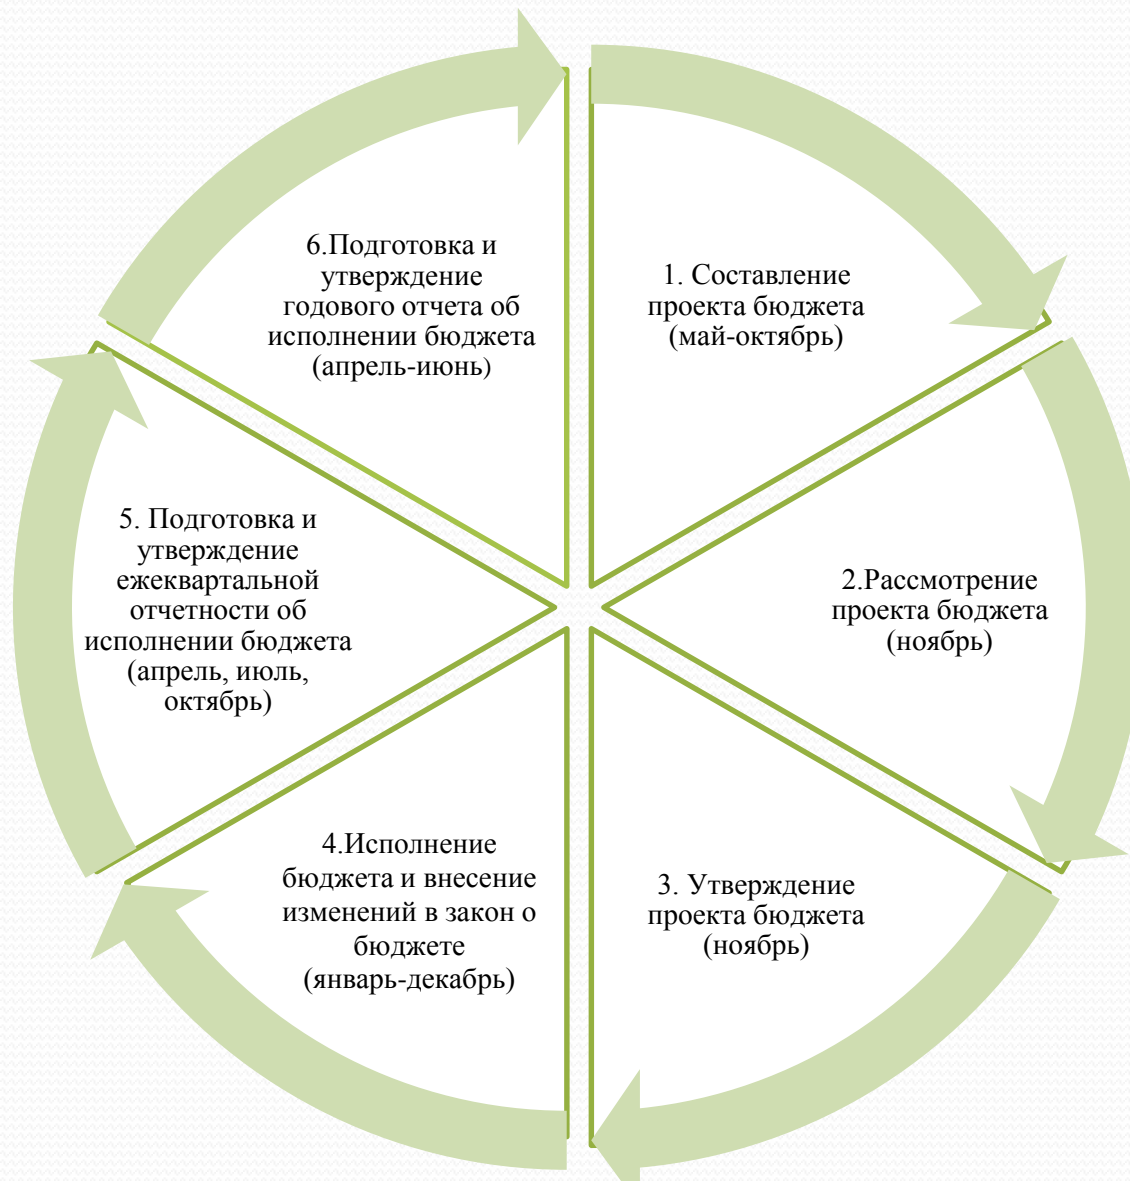 1. Составление
проекта бюджета
(май-октябрь)
2.Рассмотрение
проекта бюджета
(ноябрь)
3. Утверждение
проекта бюджета
(ноябрь)
4.Исполнение
бюджета и внесение
изменений в закон о
бюджете
(январь-декабрь)
5. Подготовка и
утверждение
ежеквартальной
отчетности об
исполнении бюджета
(апрель, июль,
октябрь)
6.Подготовка и
утверждение
годового отчета об
исполнении бюджета
(апрель-июнь)